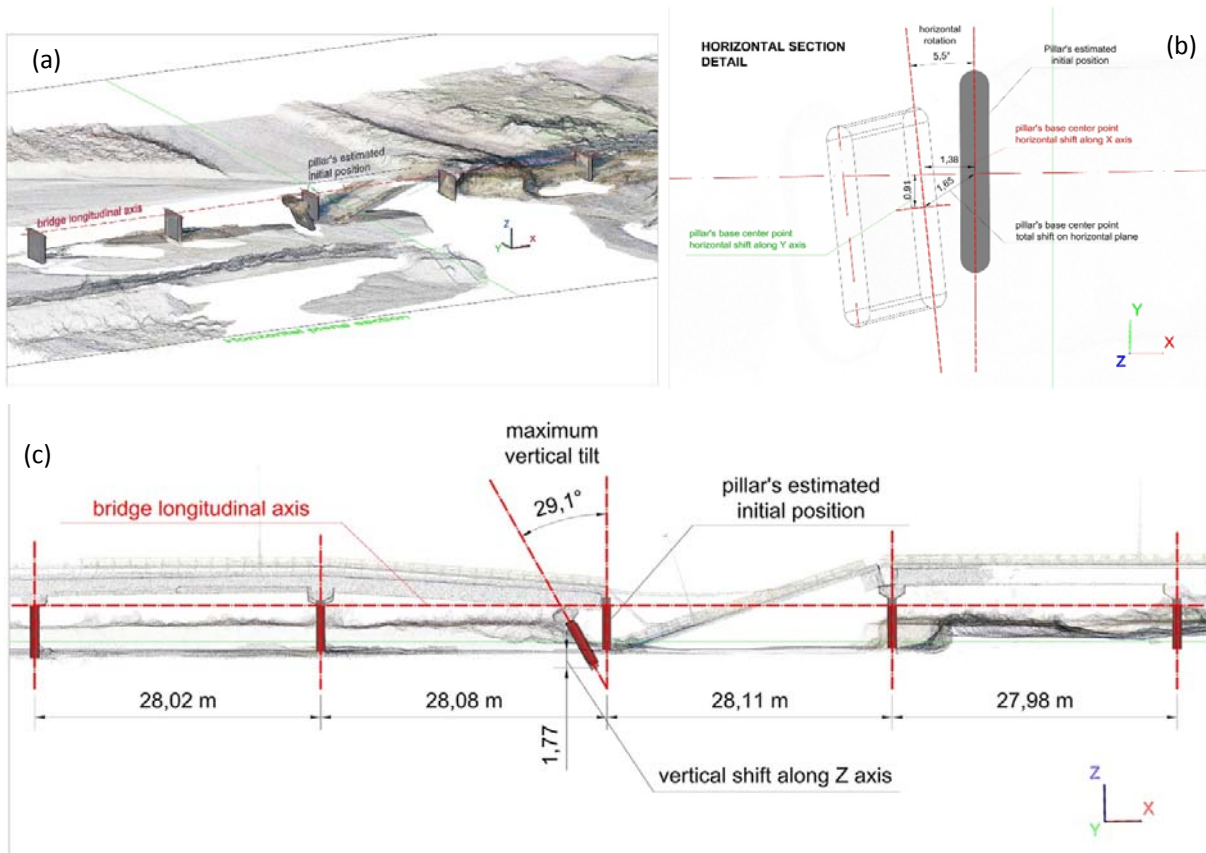 (a)
pillar's estimated
initial position
bridge longitudinal axis
Z
Y
X
Horizontal plane section
(b)
HORIZONTAL SECTION
DETAIL
horizontal
rotation
5,5°
Pillar's estimated
initial position
pillar's base center point
horizontal shift along X axis
1,38
0,91
1,65
pillar's base center point
horizontal shift along Y axis
pillar's base center point
total shift on horizontal plane
Y
Z
X
(c)
maximum
vertical tilt
29,1°
bridge longitudinal axis
pillar's estimated
initial position
28,02 m
28,08 m
28,11 m
27,98 m
1,77
vertical shift along Z axis
Z
Y
X